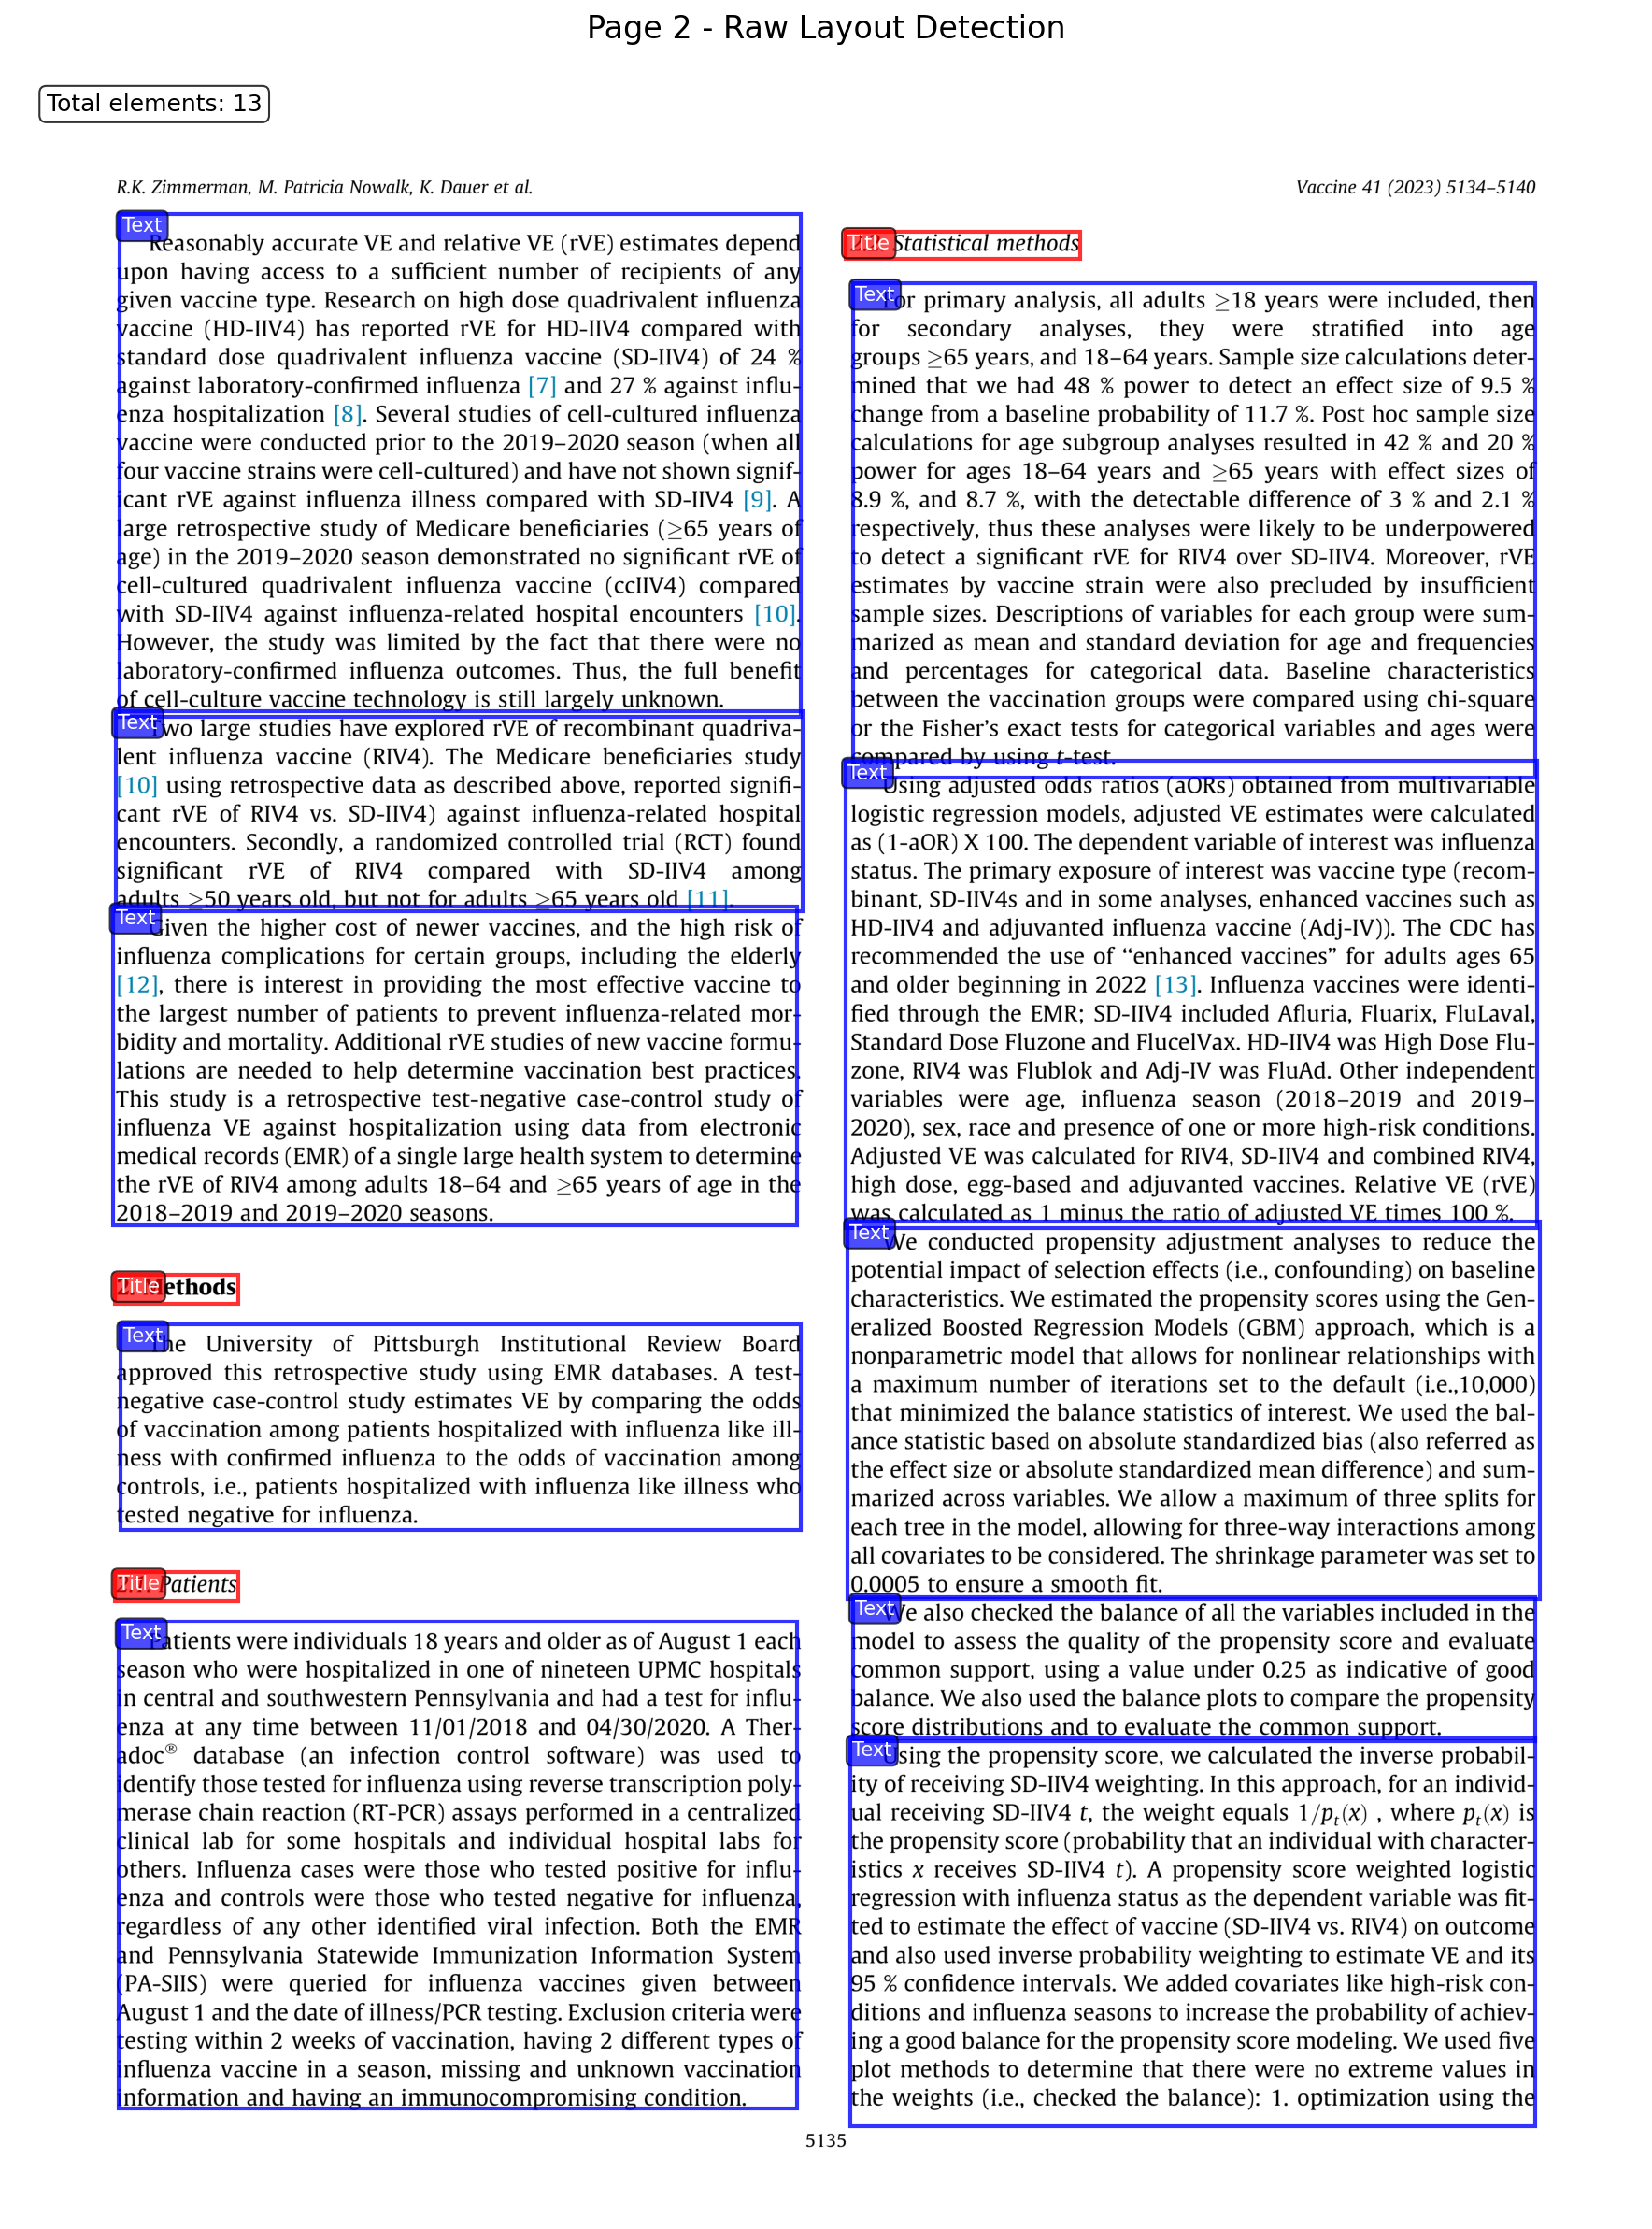 Page 2 - Raw Layout Detection
Total elements: 13
R.K. Zimmerman, M. Patricia Nowalk, K. Dauer et al.
Vaccine 41 (2023) 5134–5140
Text
Reasonably accurate VE and relative VE (rVE) estimates depend
upon having access to a sufficient number of recipients of any
given vaccine type. Research on high dose quadrivalent influenza
vaccine (HD-IIV4) has reported rVE for HD-IIV4 compared with
standard dose quadrivalent influenza vaccine (SD-IIV4) of 24 %
against laboratory-confirmed influenza [7] and 27 % against influ-
enza hospitalization [8]. Several studies of cell-cultured influenza
vaccine were conducted prior to the 2019–2020 season (when all
four vaccine strains were cell-cultured) and have not shown signif-
icant rVE against influenza illness compared with SD-IIV4 [9]. A
large retrospective study of Medicare beneficiaries (≥65 years of
age) in the 2019–2020 season demonstrated no significant rVE of
cell-cultured quadrivalent influenza vaccine (ccIIV4) compared
with SD-IIV4 against influenza-related hospital encounters [10].
However, the study was limited by the fact that there were no
laboratory-confirmed influenza outcomes. Thus, the full benefit
of cell-culture vaccine technology is still largely unknown.
Text
Two large studies have explored rVE of recombinant quadriva-
lent influenza vaccine (RIV4). The Medicare beneficiaries study
[10] using retrospective data as described above, reported signifi-
cant rVE of RIV4 vs. SD-IIV4) against influenza-related hospital
encounters. Secondly, a randomized controlled trial (RCT) found
significant rVE of RIV4 compared with SD-IIV4 among
adults ≥50 years old, but not for adults ≥65 years old [11].
Text
Given the higher cost of newer vaccines, and the high risk of
influenza complications for certain groups, including the elderly
[12], there is interest in providing the most effective vaccine to
the largest number of patients to prevent influenza-related mor-
bidity and mortality. Additional rVE studies of new vaccine formu-
lations are needed to help determine vaccination best practices.
This study is a retrospective test-negative case-control study of
influenza VE against hospitalization using data from electronic
medical records (EMR) of a single large health system to determine
the rVE of RIV4 among adults 18–64 and ≥65 years of age in the
2018–2019 and 2019–2020 seasons.
Title
2. Methods
Text
The University of Pittsburgh Institutional Review Board
approved this retrospective study using EMR databases. A test-
negative case-control study estimates VE by comparing the odds
of vaccination among patients hospitalized with influenza like ill-
ness with confirmed influenza to the odds of vaccination among
controls, i.e., patients hospitalized with influenza like illness who
tested negative for influenza.
Title
Patients
Text
Patients were individuals 18 years and older as of August 1 each
season who were hospitalized in one of nineteen UPMC hospitals
in central and southwestern Pennsylvania and had a test for influ-
enza at any time between 11/01/2018 and 04/30/2020. A Ther-
adoc® database (an infection control software) was used to
identify those tested for influenza using reverse transcription poly-
merase chain reaction (RT-PCR) assays performed in a centralized
clinical lab for some hospitals and individual hospital labs for
others. Influenza cases were those who tested positive for influ-
enza and controls were those who tested negative for influenza,
regardless of any other identified viral infection. Both the EMR
and Pennsylvania Statewide Immunization Information System
(PA-SIIS) were queried for influenza vaccines given between
August 1 and the date of illness/PCR testing. Exclusion criteria were
testing within 2 weeks of vaccination, having 2 different types of
influenza vaccine in a season, missing and unknown vaccination
information and having an immunocompromising condition.
Title
Statistical methods
Text
For primary analysis, all adults ≥18 years were included, then
for secondary analyses, they were stratified into age
groups ≥65 years, and 18–64 years. Sample size calculations deter-
mined that we had 48 % power to detect an effect size of 9.5 %
change from a baseline probability of 11.7 %. Post hoc sample size
calculations for age subgroup analyses resulted in 42 % and 20 %
power for ages 18–64 years and ≥65 years with effect sizes of
8.9 %, and 8.7 %, with the detectable difference of 3 % and 2.1 %
respectively, thus these analyses were likely to be underpowered
to detect a significant rVE for RIV4 over SD-IIV4. Moreover, rVE
estimates by vaccine strain were also precluded by insufficient
sample sizes. Descriptions of variables for each group were sum-
marized as mean and standard deviation for age and frequencies
and percentages for categorical data. Baseline characteristics
between the vaccination groups were compared using chi-square
or the Fisher's exact tests for categorical variables and ages were
compared by using t-test.
Text
Using adjusted odds ratios (aORs) obtained from multivariable
logistic regression models, adjusted VE estimates were calculated
as (1-aOR) X 100. The dependent variable of interest was influenza
status. The primary exposure of interest was vaccine type (recom-
binant, SD-IIV4s and in some analyses, enhanced vaccines such as
HD-IIV4 and adjuvanted influenza vaccine (Adj-IV)). The CDC has
recommended the use of “enhanced vaccines” for adults ages 65
and older beginning in 2022 [13]. Influenza vaccines were identi-
fied through the EMR; SD-IIV4 included Afluria, Fluarix, FluLaval,
Standard Dose Fluzone and FlucelVax. HD-IIV4 was High Dose Flu-
zone, RIV4 was Flublok and Adj-IV was FluAd. Other independent
variables were age, influenza season (2018–2019 and 2019–
2020), sex, race and presence of one or more high-risk conditions.
Adjusted VE was calculated for RIV4, SD-IIV4 and combined RIV4,
high dose, egg-based and adjuvanted vaccines. Relative VE (rVE)
was calculated as 1 minus the ratio of adjusted VE times 100 %.
Text
We conducted propensity adjustment analyses to reduce the
potential impact of selection effects (i.e., confounding) on baseline
characteristics. We estimated the propensity scores using the Gen-
eralized Boosted Regression Models (GBM) approach, which is a
nonparametric model that allows for nonlinear relationships with
a maximum number of iterations set to the default (i.e.,10,000)
that minimized the balance statistics of interest. We used the bal-
ance statistic based on absolute standardized bias (also referred as
the effect size or absolute standardized mean difference) and sum-
marized across variables. We allow a maximum of three splits for
each tree in the model, allowing for three-way interactions among
all covariates to be considered. The shrinkage parameter was set to
0.0005 to ensure a smooth fit.
Text
We also checked the balance of all the variables included in the
model to assess the quality of the propensity score and evaluate
common support, using a value under 0.25 as indicative of good
balance. We also used the balance plots to compare the propensity
score distributions and to evaluate the common support.
Text
Using the propensity score, we calculated the inverse probabil-
ity of receiving SD-IIV4 weighting. In this approach, for an individ-
ual receiving SD-IIV4 t, the weight equals 1/pₜ(x) , where pₜ(x) is
the propensity score (probability that an individual with character-
istics x receives SD-IIV4 t). A propensity score weighted logistic
regression with influenza status as the dependent variable was fit-
ted to estimate the effect of vaccine (SD-IIV4 vs. RIV4) on outcome
and also used inverse probability weighting to estimate VE and its
95 % confidence intervals. We added covariates like high-risk con-
ditions and influenza seasons to increase the probability of achiev-
ing a good balance for the propensity score modeling. We used five
plot methods to determine that there were no extreme values in
the weights (i.e., checked the balance): 1. optimization using the
5135